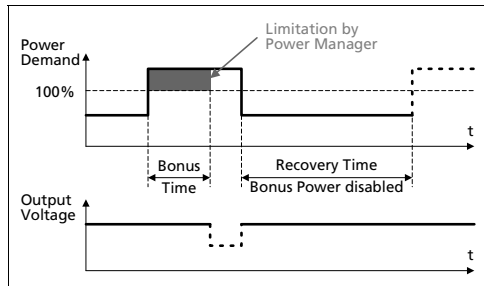 Limitation by
Power Manager
Power
Demand
100%
t
Bonus
Time
Recovery Time
Bonus Power disabled
Output
Voltage
t